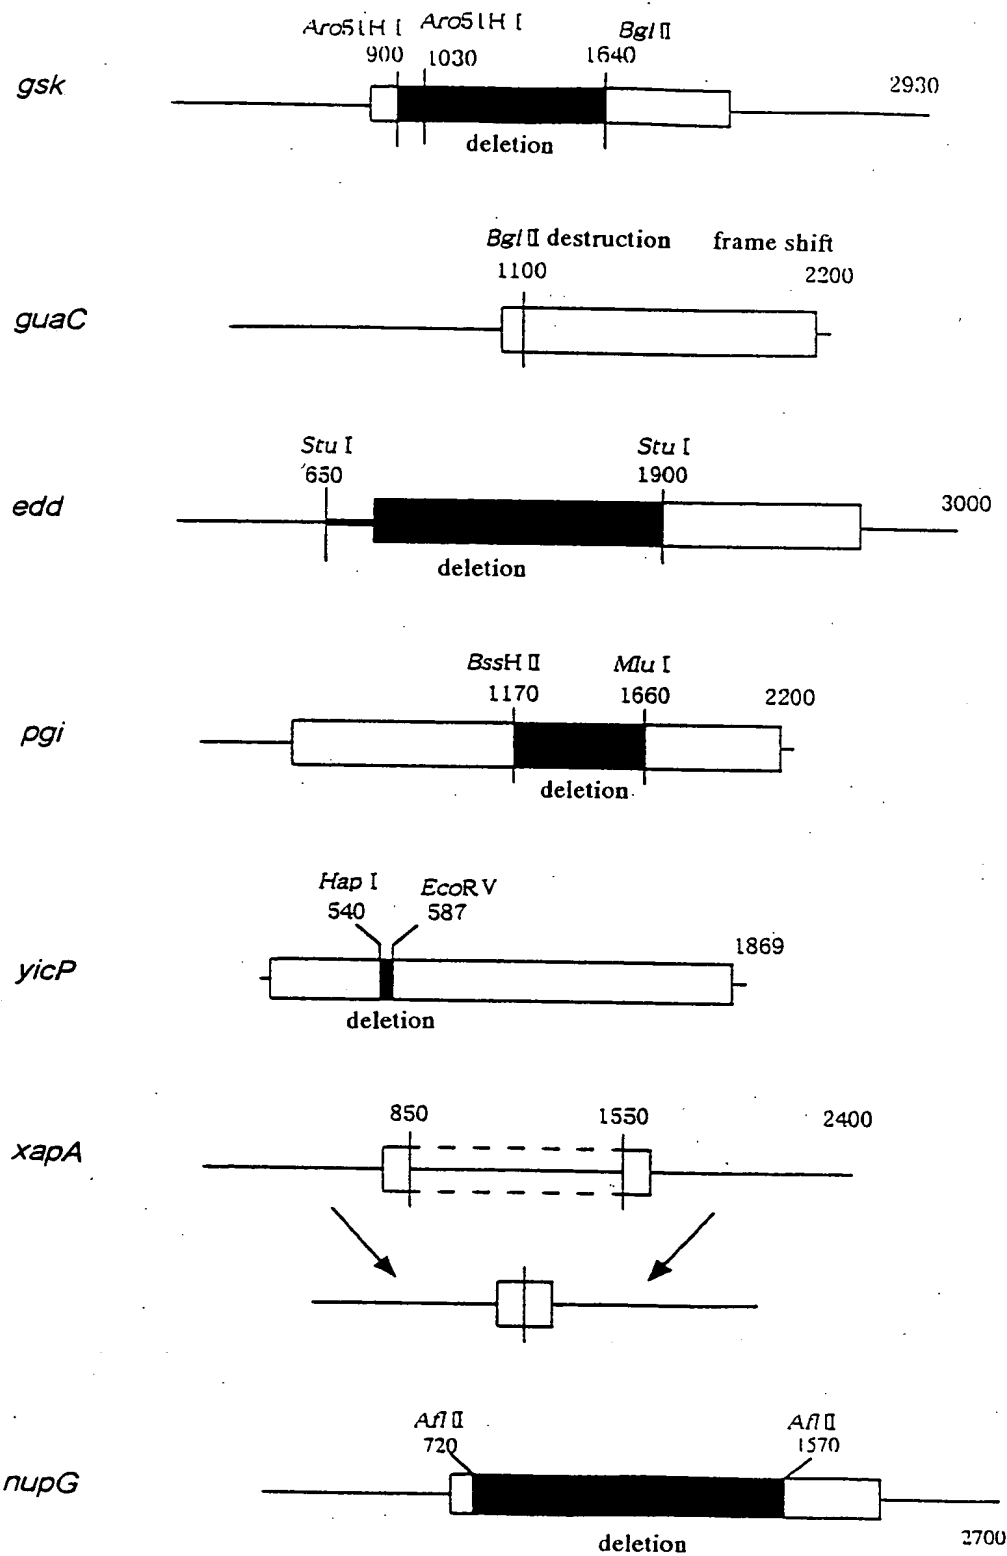 Aro51H I Aro51H I Bgl II
900 1030 1640
gsk 2930
deletion
Bgl II destruction frame shift
1100 2200
guaC
Stu I Stu I
650 1900
edd 3000
deletion
BssH II Mlu I
1170 1660 2200
pgi
deletion
Hap I EcoR V
540 587
1869
yicP
deletion
850 1550 2400
xapA
Afl II Afl II
720 1570
nupG
deletion 2700